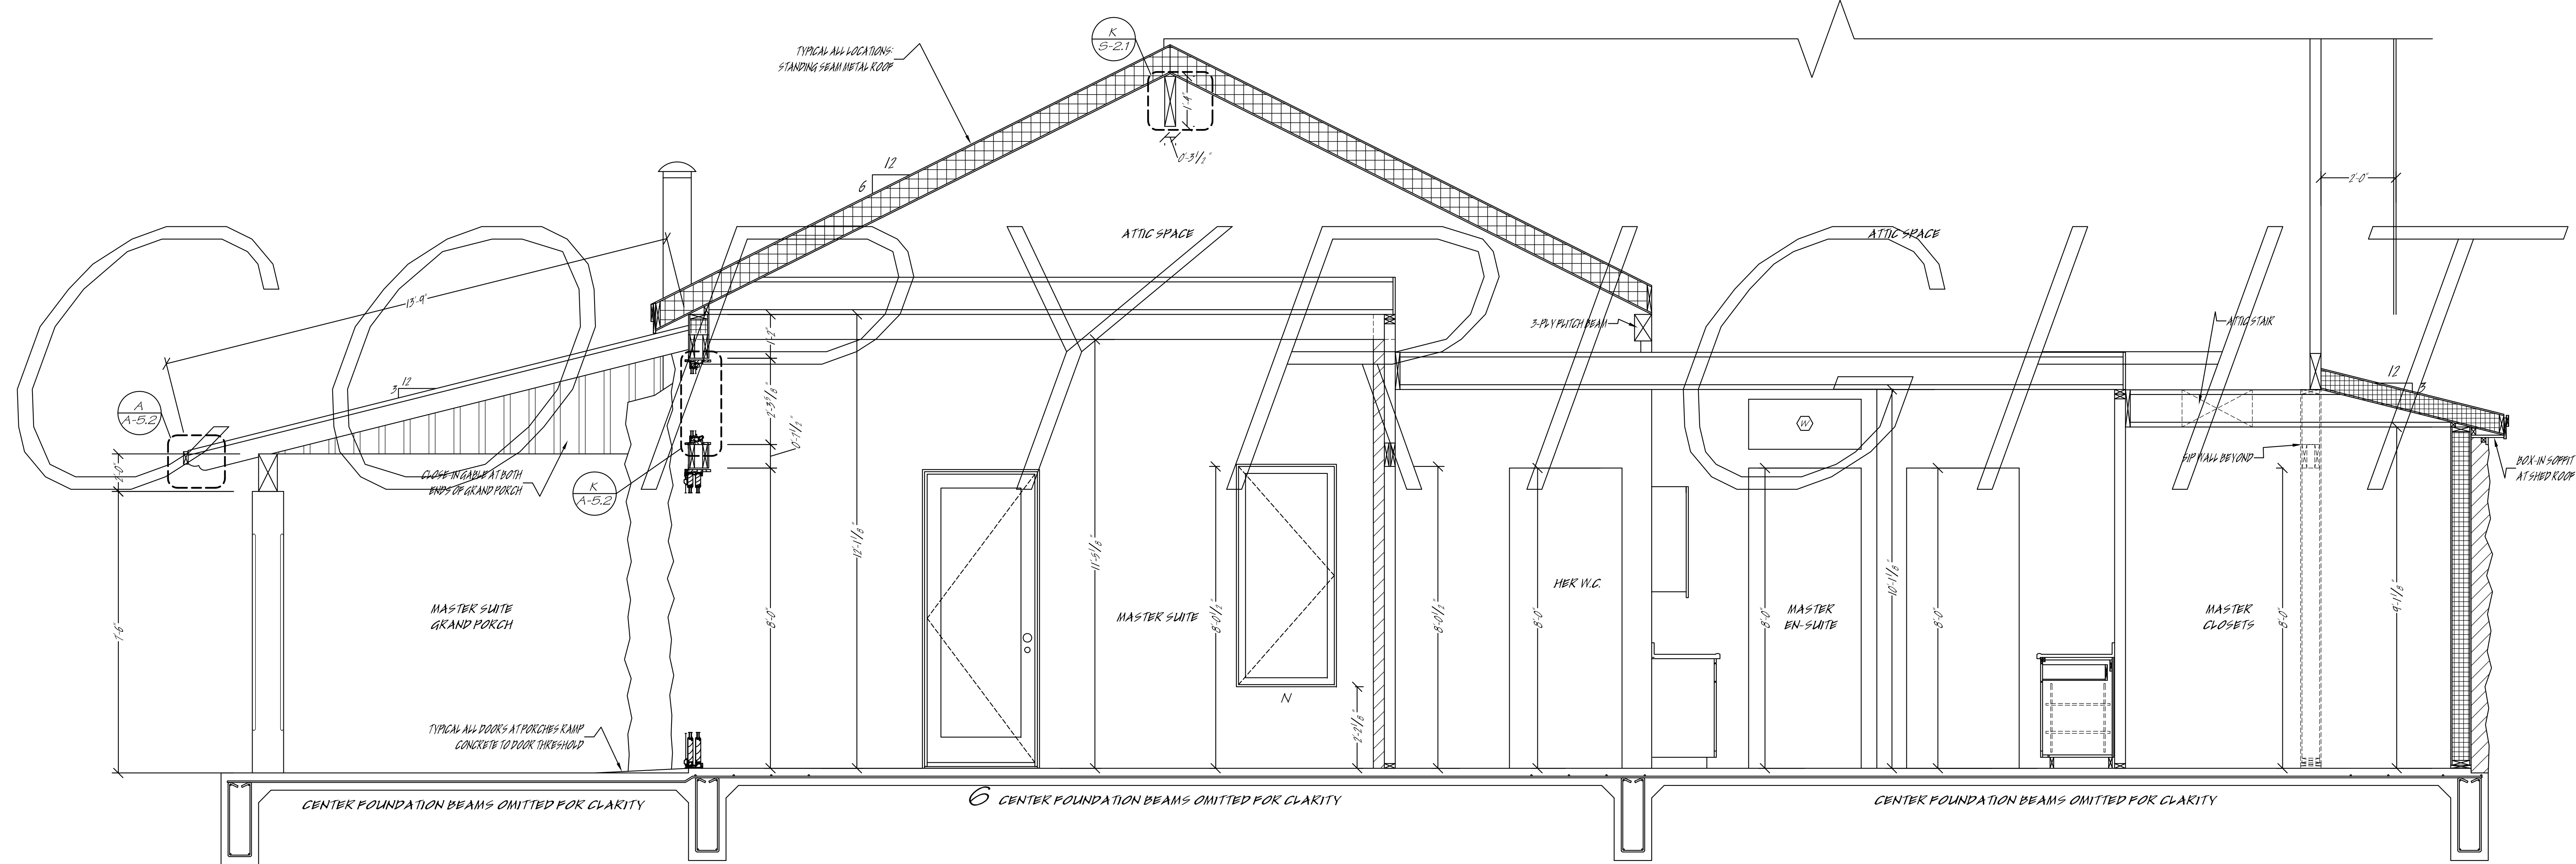 K
S-2.1
TYPICAL ALL LOCATIONS:
STANDING SEAM METAL ROOF
1'-4"
0'-3 1/2"
12
6
2'-0"
ATTIC SPACE
ATTIC SPACE
COPYRIGHT
13'-9"
3-PLY FLITCH BEAM
ATTIC STAIR
1'-2"
12
3
12
3
A
A-5.2
2'-3 5/8"
0'-7 1/2"
W
2'-0"
CLOSE IN GABLE AT BOTH
ENDS OF GRAND PORCH
K
A-5.2
SIP WALL BEYOND
BOX-IN SOFFIT
AT SHED ROOF
12'-1 1/8"
11'-5 1/8"
10'-1 1/8"
9'-1 1/8"
HER W.C.
7'-6"
MASTER SUITE
GRAND PORCH
8'-0"
MASTER SUITE
8'-0 1/2"
8'-0 1/2"
8'-0"
8'-0"
MASTER
EN-SUITE
8'-0"
MASTER
CLOSETS
8'-0"
N
2'-2 1/8"
TYPICAL ALL DOORS AT PORCHES RAMP
CONCRETE TO DOOR THRESHOLD
CENTER FOUNDATION BEAMS OMITTED FOR CLARITY
6 CENTER FOUNDATION BEAMS OMITTED FOR CLARITY
CENTER FOUNDATION BEAMS OMITTED FOR CLARITY